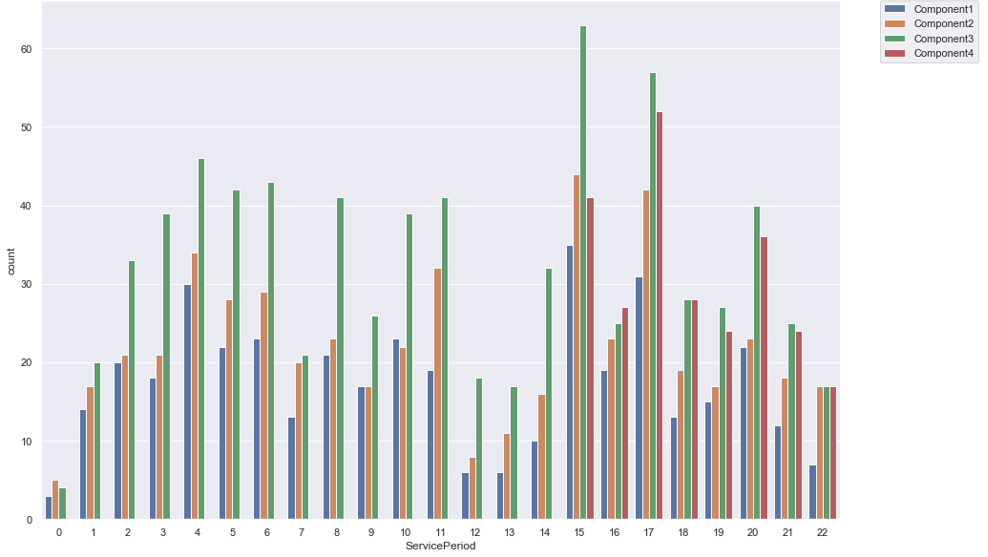 Component1
Component2
Component3
Component4
60
50
40
30
20
10
0
count
0 1 2 3 4 5 6 7 8 9 10 11 12 13 14 15 16 17 18 19 20 21 22
ServicePeriod